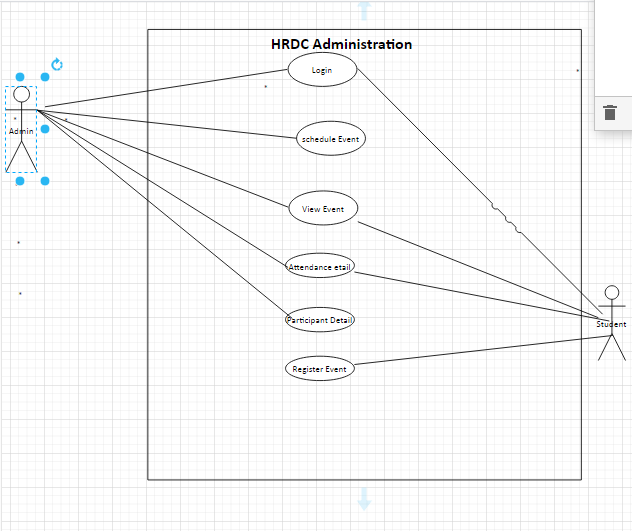 HRDC Administration
Login
Admin
schedule Event
View Event
Attendance etail
Participant Detail
Student
Register Event